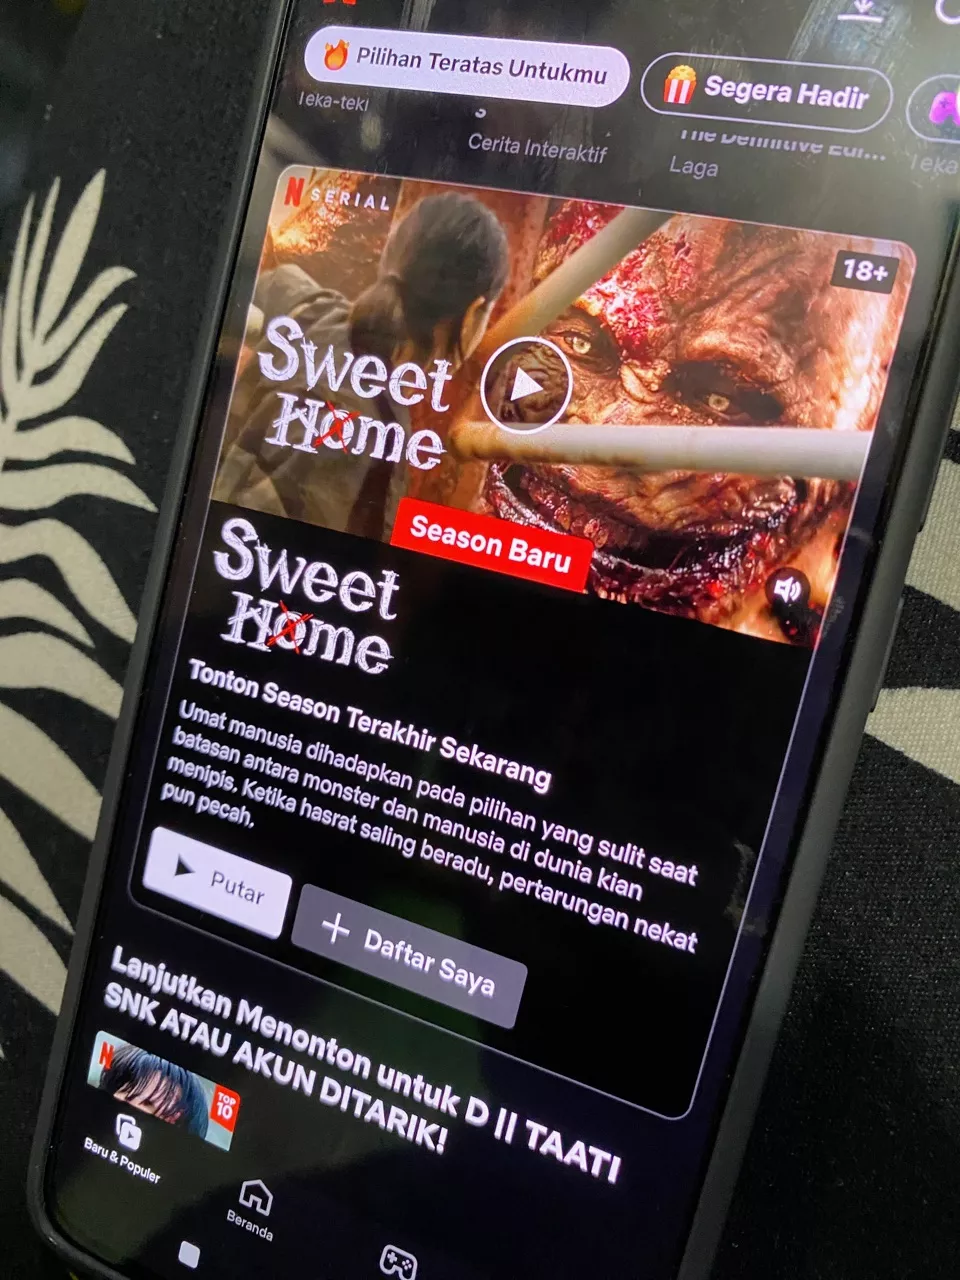 Pilihan Teratas Untukmu
Segera Hadir
Teka-teki
Cerita Interaktif
The Definitive Edi...
Laga
Teka
N SERIAL
18+
Sweet
Home
Season Baru
Sweet
Home
Tonton Season Terakhir Sekarang
Umat manusia dihadapkan pada pilihan yang sulit saat
batasan antara monster dan manusia di dunia kian
menipis. Ketika hasrat saling beradu, pertarungan nekat
pun pecah.
Putar
Daftar Saya
Lanjutkan Menonton untuk D II TAATI
SNK ATAU AKUN DITARIK!
N
TOP
10
Baru & Populer
Beranda